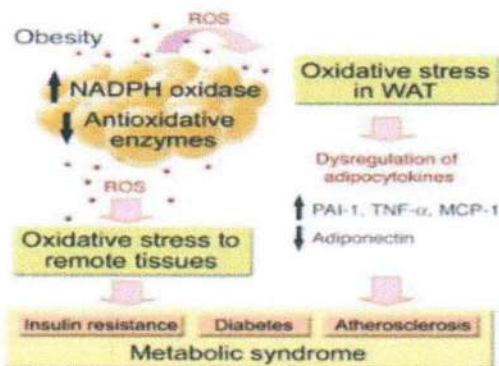 Obesity
ROS
NADPH oxidase
Antioxidative
enzymes
ROS
Oxidative stress to
remote tissues
Oxidative stress
in WAT
Dysregulation of
adipocytokines
PAI-1, TNF-α, MCP-1
Adiponectin
Insulin resistance
Diabetes
Atherosclerosis
Metabolic syndrome